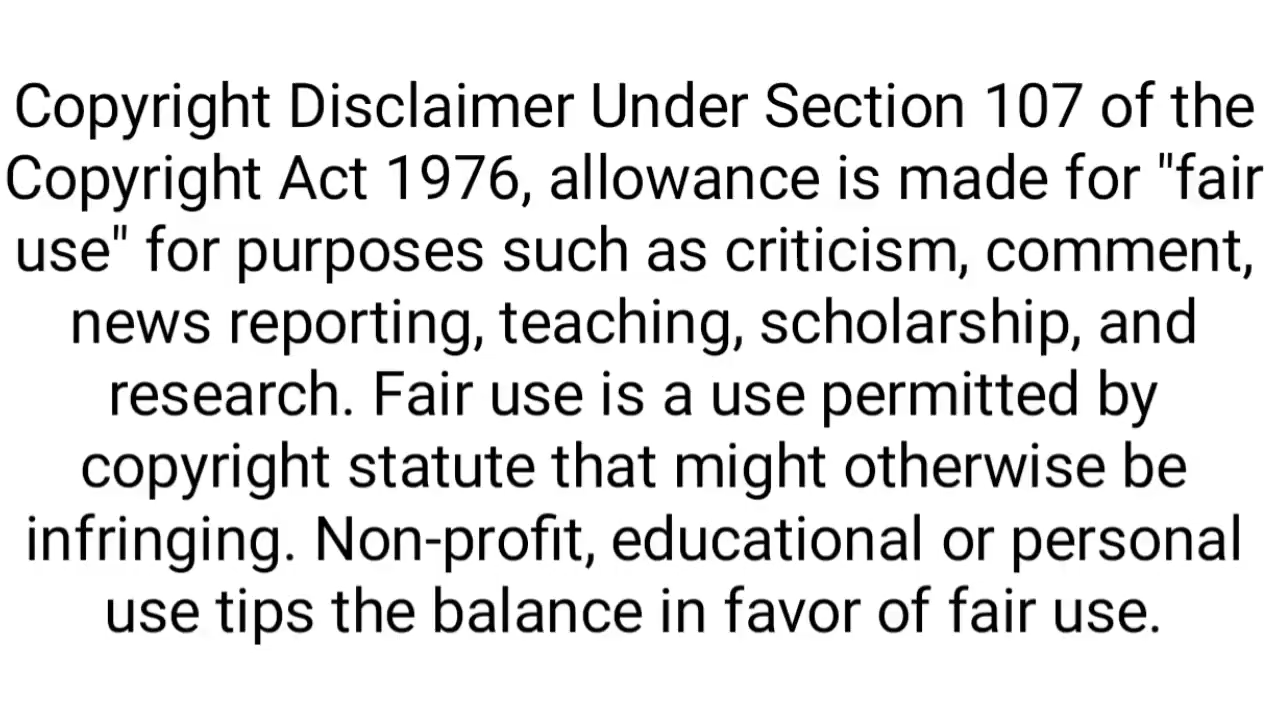 Copyright Disclaimer Under Section 107 of the
Copyright Act 1976, allowance is made for "fair
use" for purposes such as criticism, comment,
news reporting, teaching, scholarship, and
research. Fair use is a use permitted by
copyright statute that might otherwise be
infringing. Non-profit, educational or personal
use tips the balance in favor of fair use.